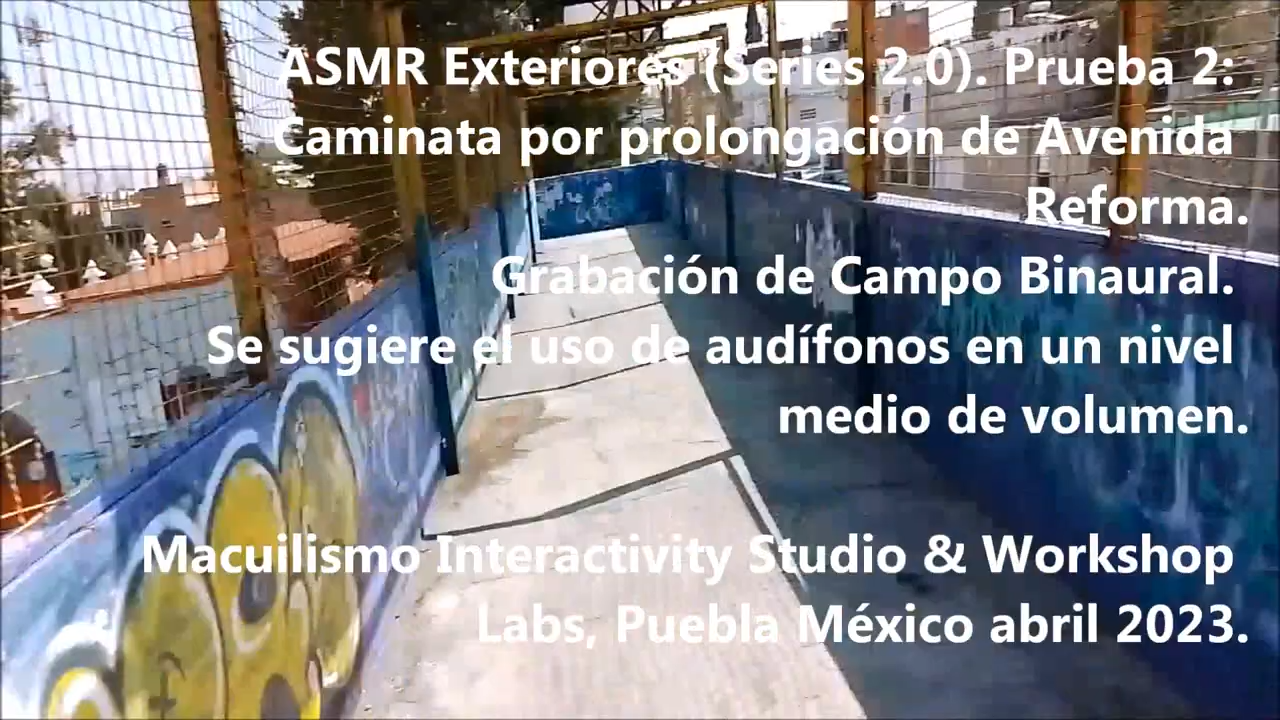 ASMR Exteriores (Series 2.0). Prueba 2:
Caminata por prolongación de Avenida
Reforma.
Grabación de Campo Binaural.
Se sugiere el uso de audífonos en un nivel
medio de volumen.
Macuilismo Interactivity Studio & Workshop
Labs, Puebla México abril 2023.